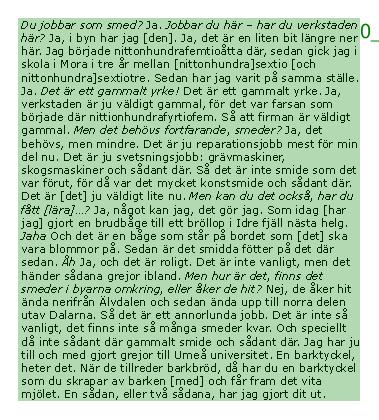 Du jobbar som smed? Ja. Jobbar du här – har du verkstaden
här? Ja, i byn har jag [den]. Ja, det är en liten bit längre ner
här. Jag började nittonhundrafemtioåtta där, sedan gick jag i
skola i Mora i tre år mellan [nittonhundra]sextio [och
nittonhundra]sextiotre. Sedan har jag varit på samma ställe.
Ja. Det är ett gammalt yrke! Det är ett gammalt yrke. Ja,
verkstaden är ju väldigt gammal, för det var farsan som
började där nittionhundrafyrtiofem. Så att firman är väldigt
gammal. Men det behövs fortfarande, smeder? Ja, det
behövs, men mindre. Det är ju reparationsjobb mest för min
del nu. Det är ju svetsningsjobb: grävmaskiner,
skogsmaskiner och sådant där. Så det är inte smide som det
var förut, för då var det mycket konstsmide och sådant där.
Det är [det] ju väldigt lite nu. Men kan du det också, har du
fått [lära]...? Ja, något kan jag, det gör jag. Som idag [har
jag] gjort en brudbåge till ett bröllop i Idre fjäll nästa helg.
Jaha Och det är en båge som står på bordet som [det] ska
vara blommor på. Sedan är det smidda fötter på det där
sedan. Åh Ja, och det är roligt. Det är inte vanligt, men det
händer sådana grejor ibland. Men hur är det, finns det
smeder i byarna omkring, eller åker de hit? Nej, de åker hit
ända nerifrån Älvdalen och sedan ända upp till norra delen
utav Dalarna. Så det är ett annorlunda jobb. Det är inte så
vanligt, det finns inte så många smeder kvar. Och speciellt
då inte sådant där gammalt smide och sådant där. Jag har ju
till och med gjort grejor till Umeå universitet. En barktyckel,
heter det. När de tillreder barkbröd, då har du en barktyckel
som du skrapar av barken [med] och får fram det vita
mjölet. En sådan, eller två sådana, har jag gjort dit ut.
0_